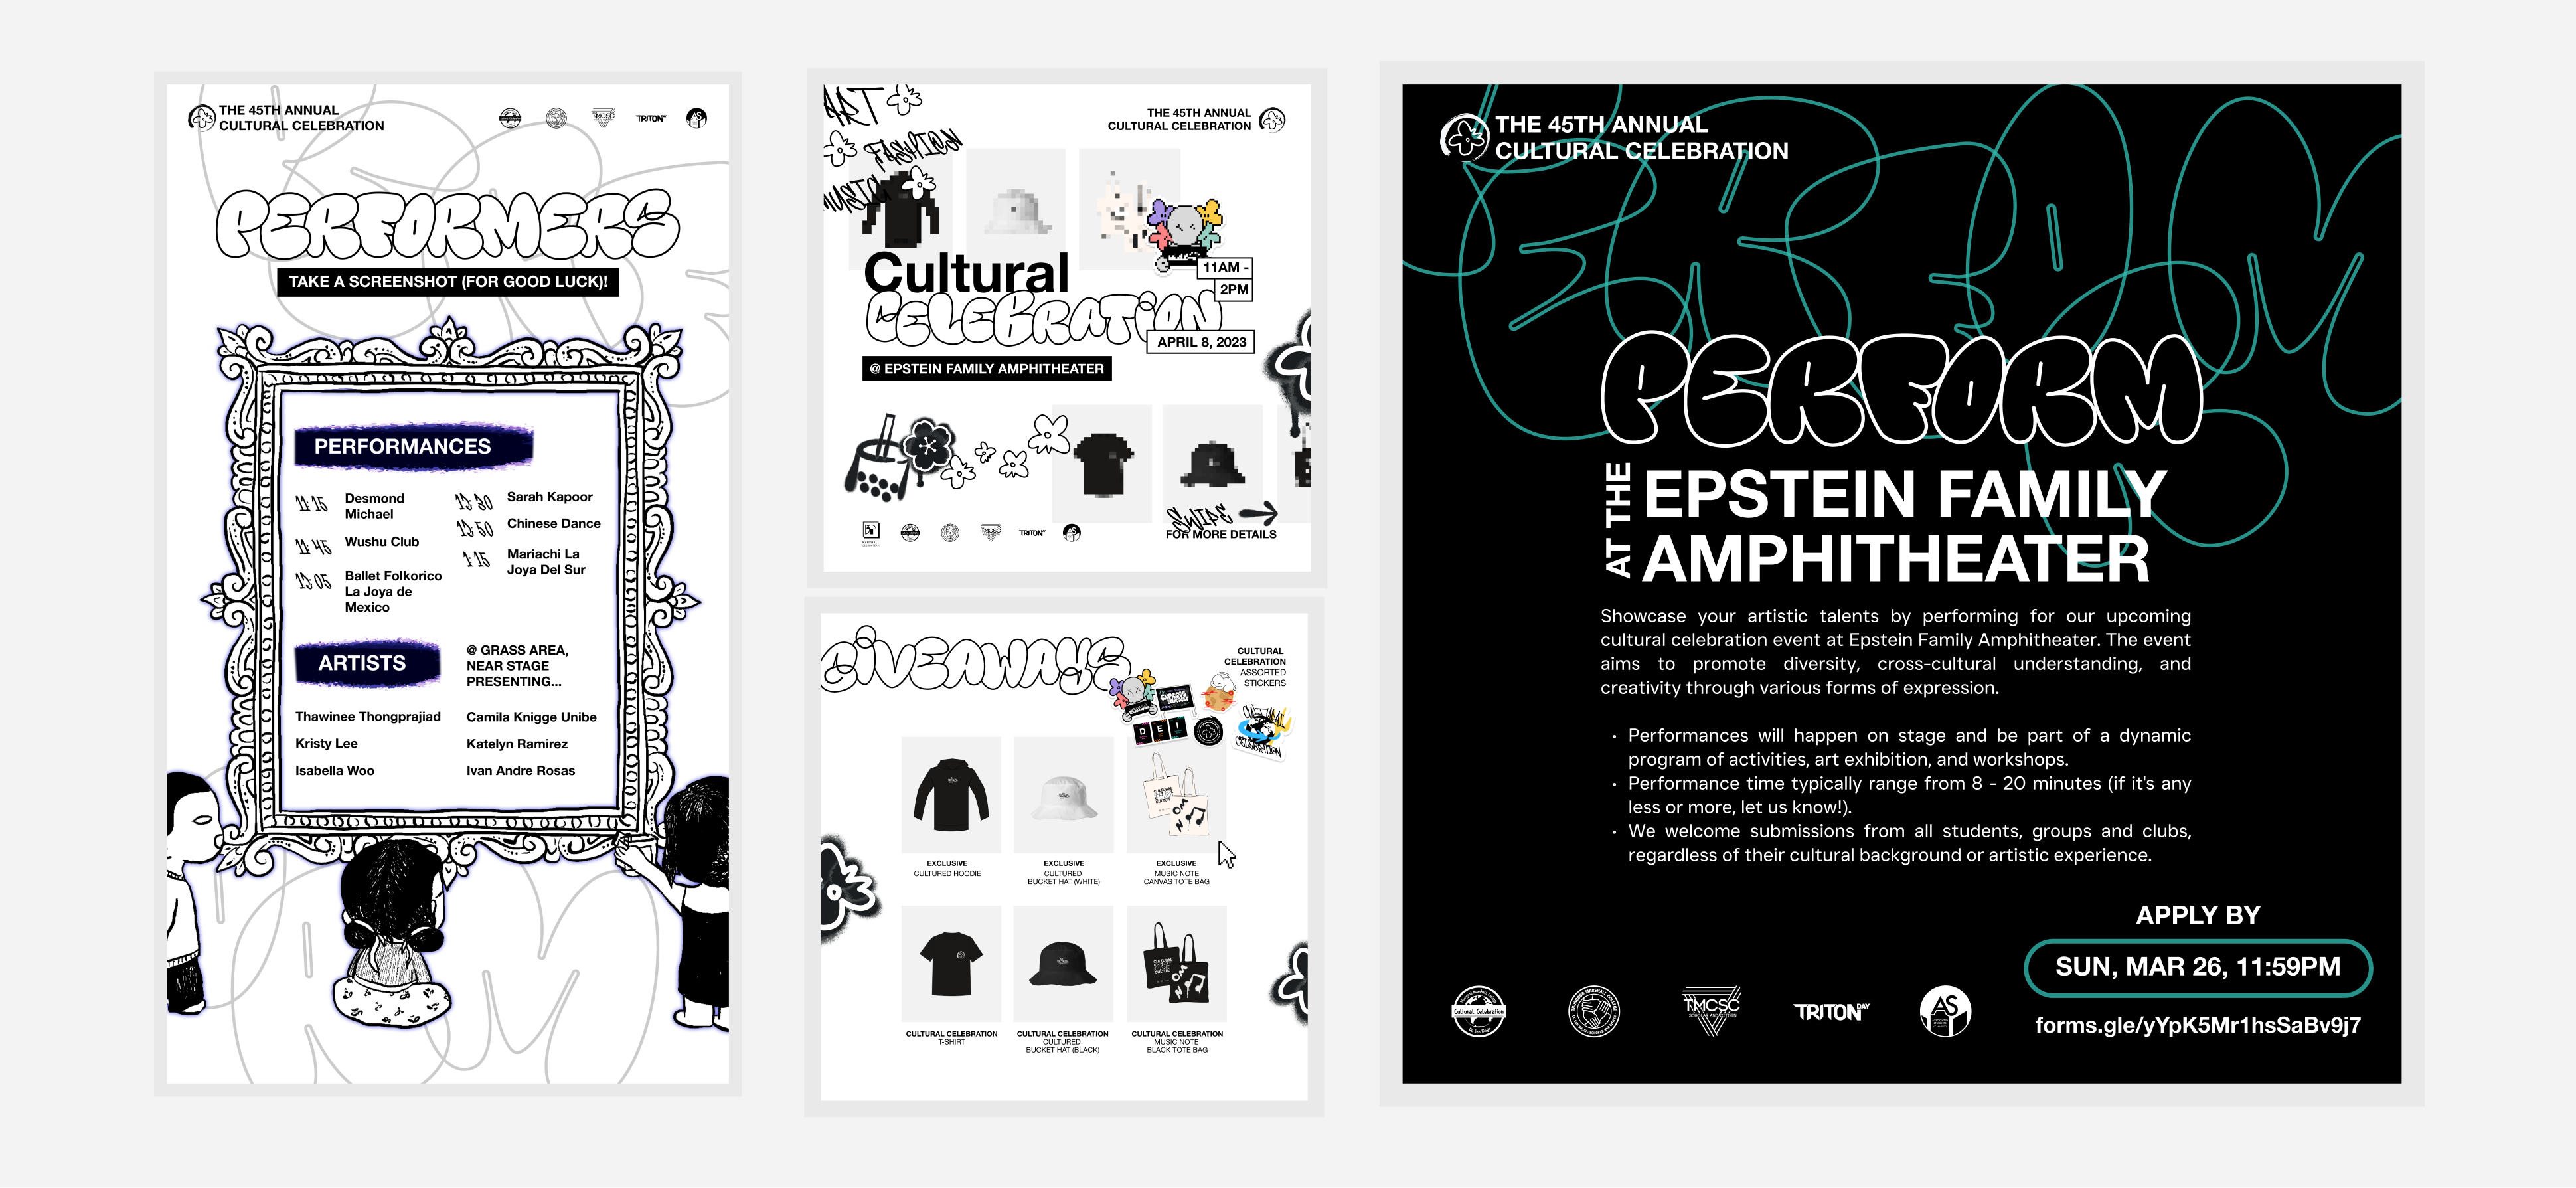 THE 45TH ANNUAL
CULTURAL CELEBRATION
TMCSC
TRITON
AS
PERFORMERS
TAKE A SCREENSHOT (FOR GOOD LUCK)!
PERFORMANCES
11:15 Desmond
Michael
11:45 Wushu Club
12:05 Ballet Folkorico
La Joya de
Mexico
12:30 Sarah Kapoor
12:50 Chinese Dance
1:15 Mariachi La
Joya Del Sur
ARTISTS
@ GRASS AREA,
NEAR STAGE
PRESENTING...
Thawinee Thongprajiad
Kristy Lee
Isabella Woo
Camila Knigge Unibe
Katelyn Ramirez
Ivan Andre Rosas
ART
FASHION
MUSIC
THE 45TH ANNUAL
CULTURAL CELEBRATION
Cultural
CELEBRATION
11AM -
2PM
APRIL 8, 2023
@ EPSTEIN FAMILY AMPHITHEATER
TMCSC
TRITON
AS
SWIPE
FOR MORE DETAILS
GIVEAWAYS
CULTURAL
CELEBRATION
ASSORTED
STICKERS
D E I
CULTURAL
CELEBRATION
EXCLUSIVE
CULTURED HOODIE
EXCLUSIVE
CULTURED
BUCKET HAT (WHITE)
EXCLUSIVE
MUSIC NOTE
CANVAS TOTE BAG
CULTURAL CELEBRATION
T-SHIRT
CULTURAL CELEBRATION
CULTURED
BUCKET HAT (BLACK)
CULTURAL CELEBRATION
MUSIC NOTE
BLACK TOTE BAG
THE 45TH ANNUAL
CULTURAL CELEBRATION
PERFORM
AT THE
EPSTEIN FAMILY
AMPHITHEATER
Showcase your artistic talents by performing for our upcoming
cultural celebration event at Epstein Family Amphitheater. The event
aims to promote diversity, cross-cultural understanding, and
creativity through various forms of expression.
· Performances will happen on stage and be part of a dynamic
program of activities, art exhibition, and workshops.
· Performance time typically range from 8 - 20 minutes (if it's any
less or more, let us know!).
· We welcome submissions from all students, groups and clubs,
regardless of their cultural background or artistic experience.
APPLY BY
SUN, MAR 26, 11:59PM
forms.gle/yYpK5Mr1hsSaBv9j7
Cultural Celebration
TMCSC
SCHOLAR AND CITIZEN
TRITON DAY
AS